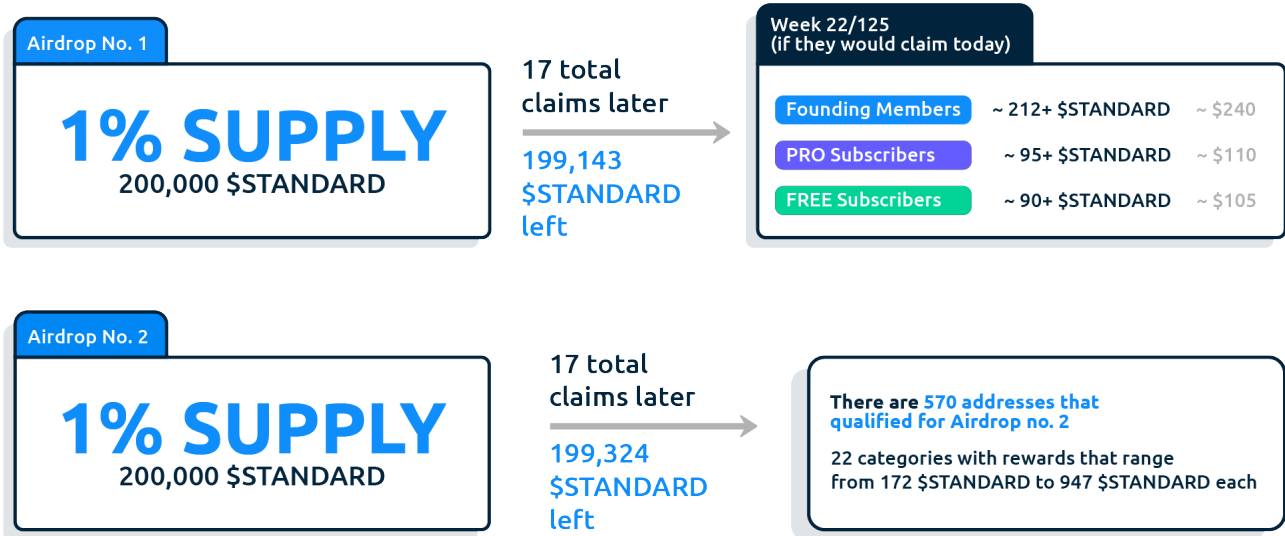 Airdrop No. 1
1% SUPPLY
200,000 $STANDARD
17 total
claims later
199,143
$STANDARD
left
Week 22/125
(if they would claim today)
Founding Members ~ 212+ $STANDARD ~ $240
PRO Subscribers ~ 95+ $STANDARD ~ $110
FREE Subscribers ~ 90+ $STANDARD ~ $105
Airdrop No. 2
1% SUPPLY
200,000 $STANDARD
17 total
claims later
199,324
$STANDARD
left
There are 570 addresses that
qualified for Airdrop no. 2
22 categories with rewards that range
from 172 $STANDARD to 947 $STANDARD each